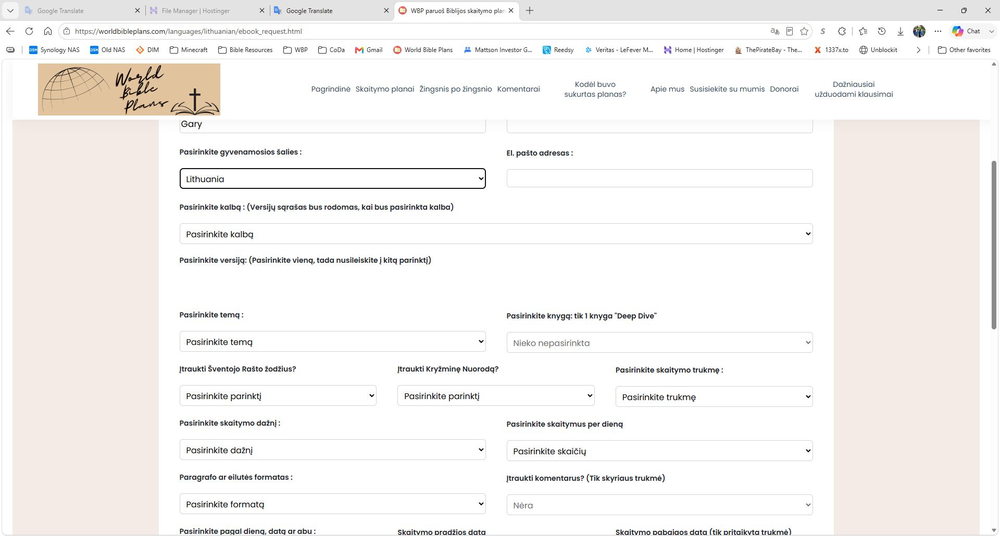 Google Translate
File Manager | Hostinger
Google Translate
WBP paruoš Biblijos skaitymo plan
https://worldbibleplans.com/languages/lithuanian/ebook_request.html
Chat
Synology NAS
Old NAS
DIM
Minecraft
Bible Resources
WBP
CoDa
Gmail
World Bible Plans
Mattson Investor G...
Reedsy
Veritas - LeFever M...
Home | Hostinger
ThePirateBay - The...
1337x.to
Unblockit
Other favorites
World
Bible
Plans
Pagrindinė
Skaitymo planai
Žingsnis po žingsnio
Komentarai
Kodėl buvo
sukurtas planas?
Apie mus
Susisiekite su mumis
Donorai
Dažniausiai
užduodami klausimai
Gary
Pasirinkite gyvenamosios šalies :
El. pašto adresas :
Lithuania
Pasirinkite kalbą : (Versijų sąrašas bus rodomas, kai bus pasirinkta kalba)
Pasirinkite kalbą
Pasirinkite versiją: (Pasirinkite vieną, tada nusileiskite į kitą parinktį)
Pasirinkite temą :
Pasirinkite knygą: tik 1 knyga "Deep Dive"
Pasirinkite temą
Nieko nepasirinkta
Įtraukti Šventojo Rašto žodžius?
Įtraukti Kryžminę Nuorodą?
Pasirinkite skaitymo trukmę :
Pasirinkite parinktį
Pasirinkite parinktį
Pasirinkite trukmę
Pasirinkite skaitymo dažnį :
Pasirinkite skaitymus per dieną
Pasirinkite dažnį
Pasirinkite skaičių
Paragrafo ar eilutės formatas :
Įtraukti komentarus? (Tik skyriaus trukmė)
Pasirinkite formatą
Nėra
Pasirinkite pagal dieną, datą ar abu :
Skaitymo pradžios data
Skaitymo pabaigos data (tik pritaikyta trukmė)